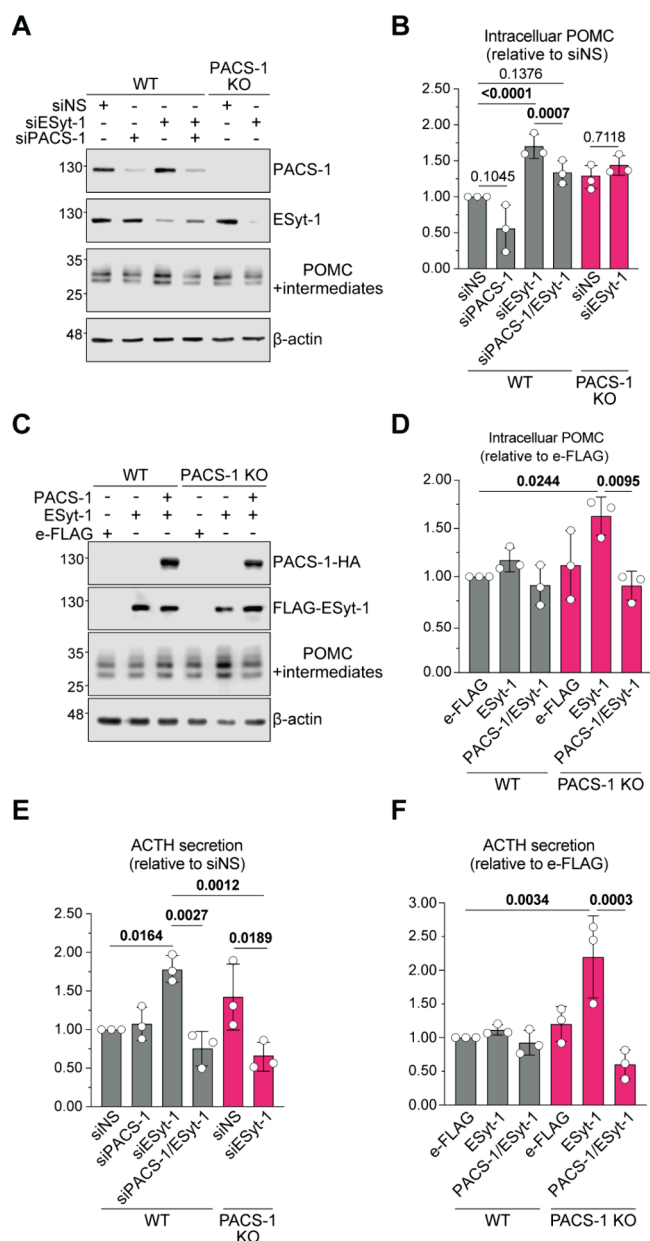 A
WT
PACS-1
KO
siNS + - - - + -
siESyt-1 - - + + - +
siPACS-1 - + - + - -
130
PACS-1
130
ESyt-1
35
25
POMC
+intermediates
48
β-actin
B
Intracelluar POMC
(relative to siNS)
0.1376
<0.0001
0.0007
0.7118
0.1045
2.00
1.75
1.50
1.25
1.00
0.75
0.50
0.25
0.00
siNS
siPACS-1
siESyt-1
siPACS-1/ESyt-1
siNS
siESyt-1
WT
PACS-1
KO
C
WT
PACS-1 KO
PACS-1 - - + - - +
ESyt-1 - + + - + +
e-FLAG + - - + - -
130
PACS-1-HA
130
FLAG-ESyt-1
35
25
POMC
+intermediates
48
β-actin
D
Intracelluar POMC
(relative to e-FLAG)
0.0244
0.0095
2.00
1.50
1.00
0.50
0.00
e-FLAG
ESyt-1
PACS-1/ESyt-1
e-FLAG
ESyt-1
PACS-1/ESyt-1
WT
PACS-1 KO
E
ACTH secretion
(relative to siNS)
0.0012
0.0027
0.0164
0.0189
2.50
2.00
1.50
1.00
0.50
0.00
siNS
siPACS-1
siESyt-1
siPACS-1/ESyt-1
siNS
siESyt-1
WT
PACS-1
KO
F
ACTH secretion
(relative to e-FLAG)
0.0034
0.0003
3.00
2.50
2.00
1.50
1.00
0.50
0.00
e-FLAG
ESyt-1
PACS-1/ESyt-1
e-FLAG
ESyt-1
PACS-1/ESyt-1
WT
PACS-1 KO